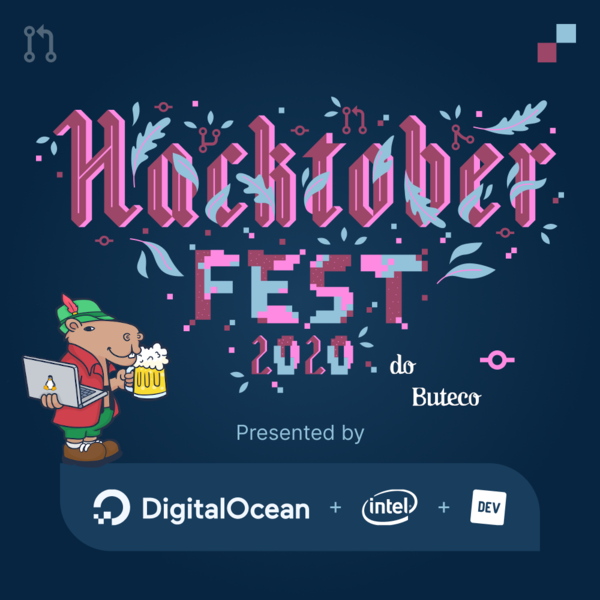 Hacktober
FEST
2020 do
Buteco
Presented by
DigitalOcean + intel + DEV